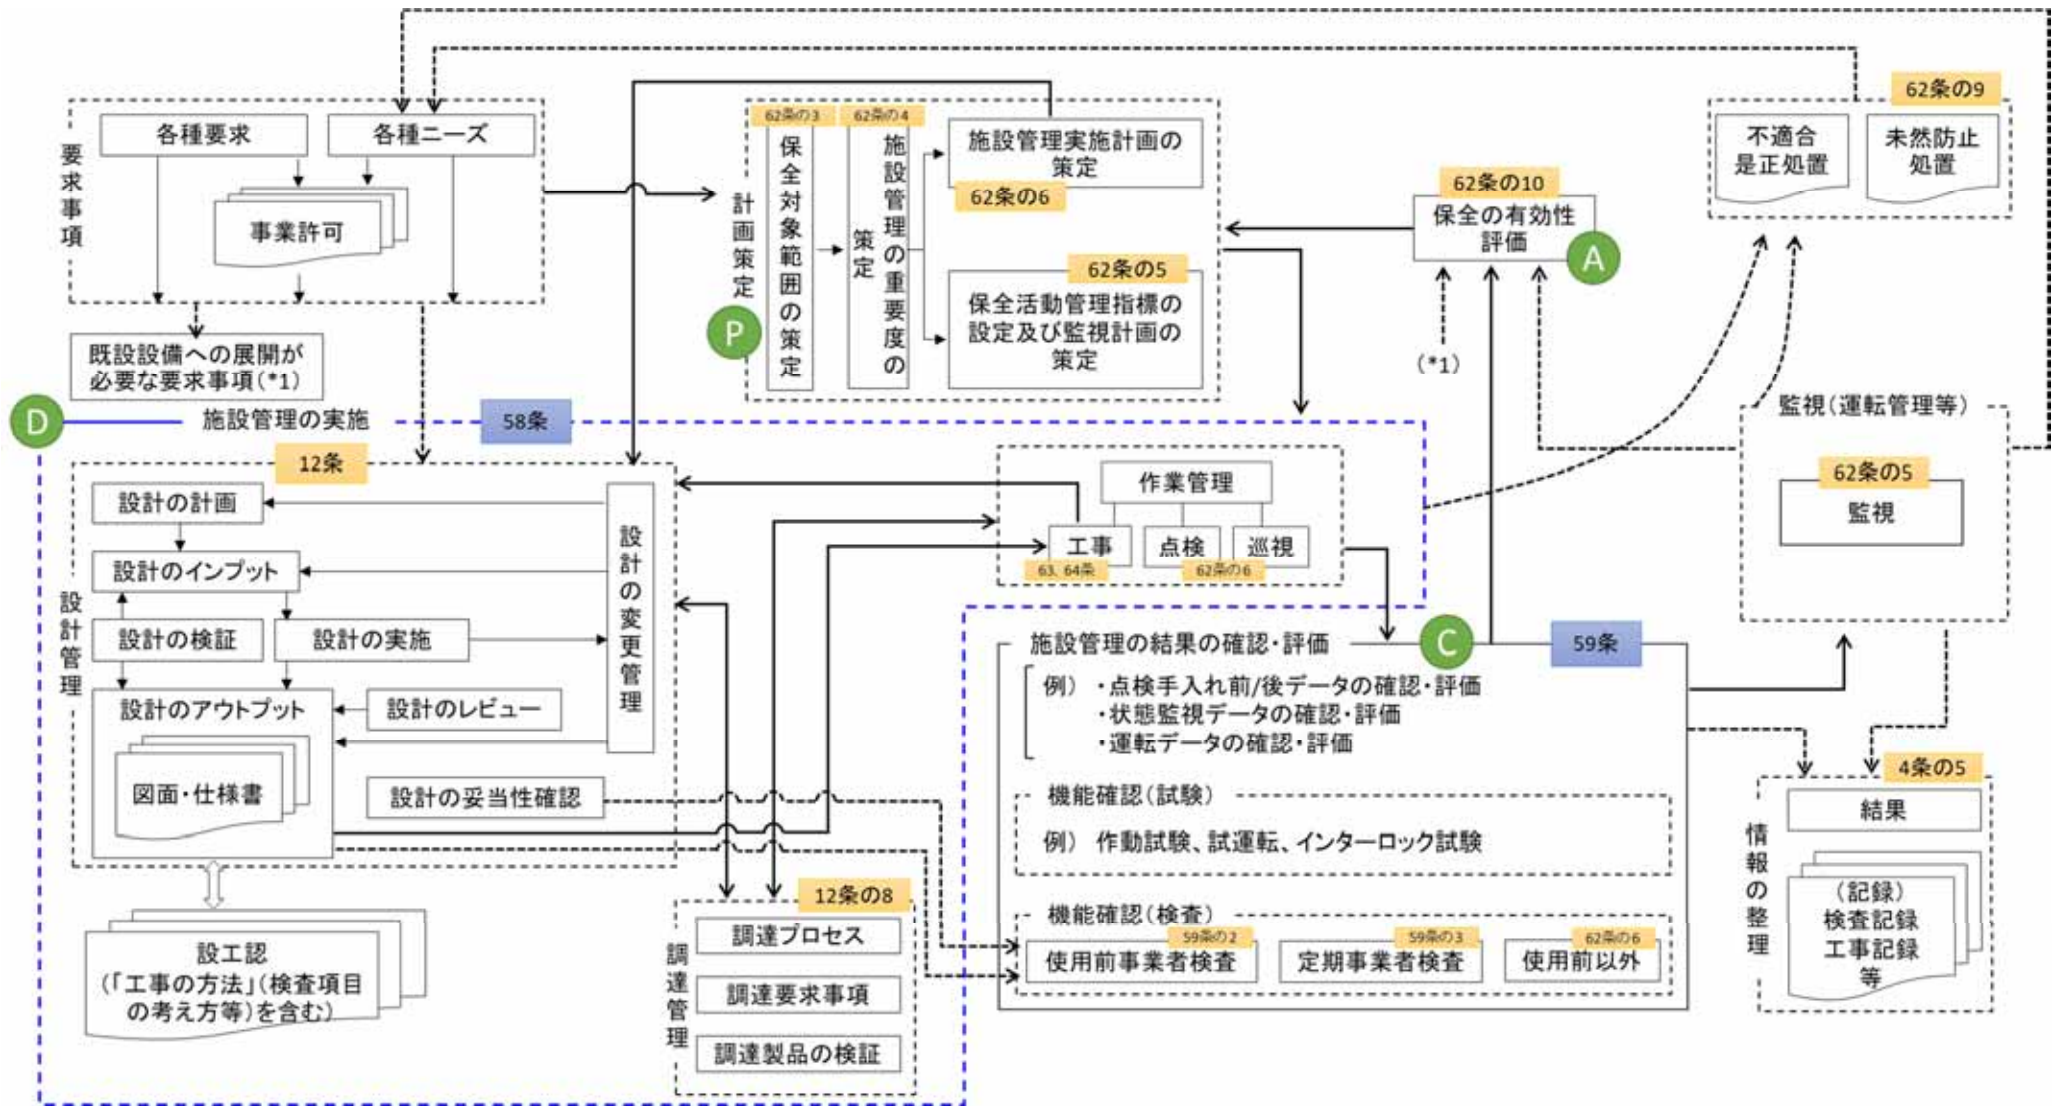 要求事項
各種要求
各種ニーズ
事業許可
既設設備への展開が
必要な要求事項(*1)
計画策定
P
62条の3
保全対象範囲の策定
62条の4
施設管理の重要度の
策定
施設管理実施計画の
策定
62条の6
62条の5
保全活動管理指標の
設定及び監視計画の
策定
62条の10
保全の有効性
評価
A
(*1)
62条の9
不適合
是正処置
未然防止
処置
監視(運転管理等)
62条の5
監視
D
施設管理の実施
58条
12条
設計管理
設計の計画
設計のインプット
設計の検証
設計の実施
設計のアウトプット
設計のレビュー
図面・仕様書
設計の妥当性確認
設計の変更管理
設工認
(「工事の方法」(検査項目
の考え方等)を含む)
作業管理
工事
点検
巡視
63、64条
62条の6
12条の8
調達管理
調達プロセス
調達要求事項
調達製品の検証
施設管理の結果の確認・評価
C
59条
例) ・点検手入れ前/後データの確認・評価
・状態監視データの確認・評価
・運転データの確認・評価
機能確認(試験)
例) 作動試験、試運転、インターロック試験
機能確認(検査)
59条の2
使用前事業者検査
59条の3
定期事業者検査
62条の6
使用前以外
4条の5
情報の整理
結果
(記録)
検査記録
工事記録
等